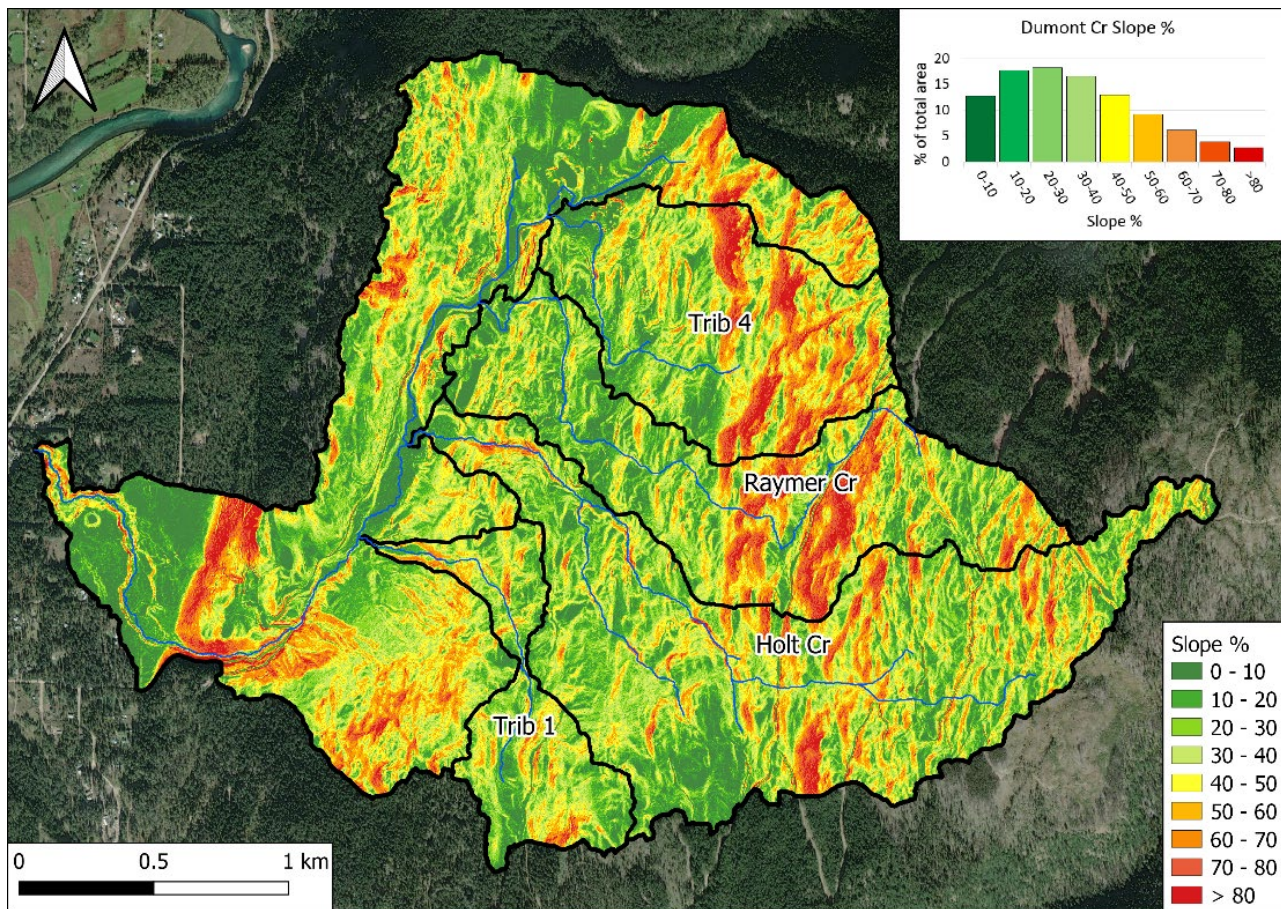 Dumont Cr Slope %
% of total area
20
15
10
5
0
0-10
10-20
20-30
30-40
40-50
50-60
60-70
70-80
>80
Slope %
Trib 4
Raymer Cr
Holt Cr
Trib 1
0 0.5 1 km
Slope %
0 - 10
10 - 20
20 - 30
30 - 40
40 - 50
50 - 60
60 - 70
70 - 80
> 80